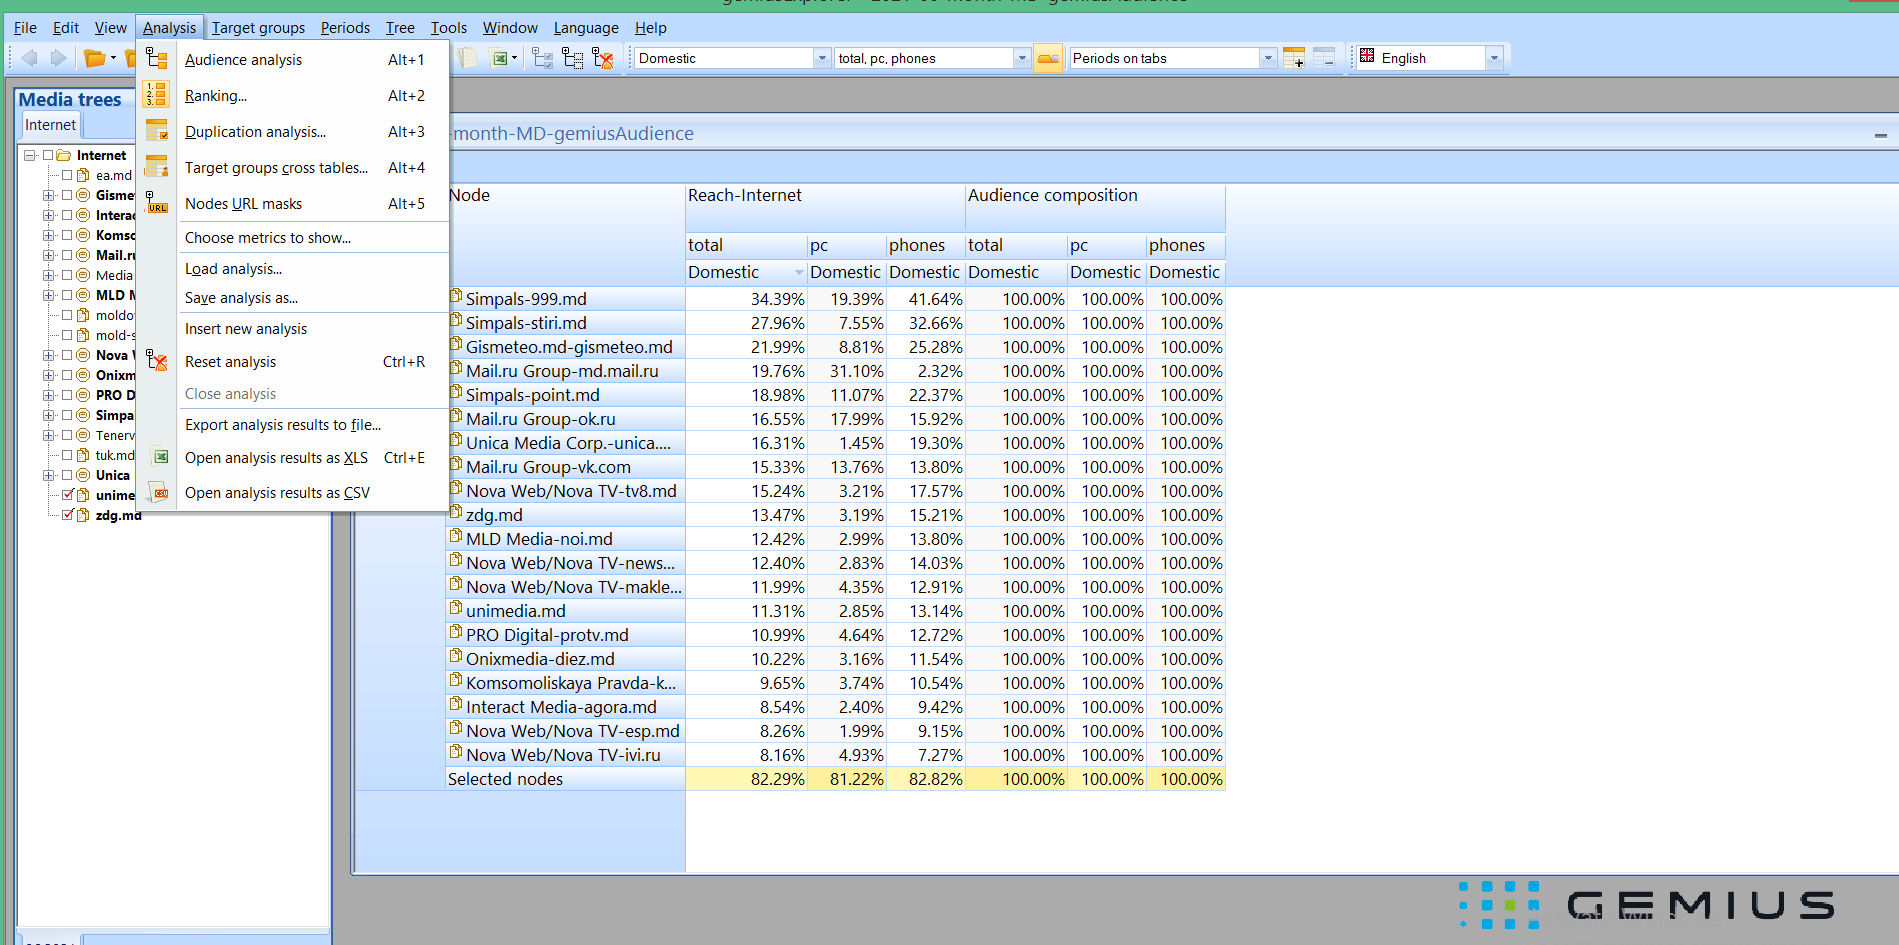 File Edit View Analysis Target groups Periods Tree Tools Window Language Help
Domestic total, pc, phones Periods on tabs English
Audience analysis Alt+1
Ranking... Alt+2
Duplication analysis... Alt+3
Target groups cross tables... Alt+4
Nodes URL masks Alt+5
Choose metrics to show...
Load analysis...
Save analysis as...
Insert new analysis
Reset analysis Ctrl+R
Close analysis
Export analysis results to file...
Open analysis results as XLS Ctrl+E
Open analysis results as CSV
Media trees
Internet
Internet
ea.md
Gisme
Interac
Komso
Mail.r
Media
MLD M
moldo
mold-s
Nova
Onixm
PRO D
Simpa
Tenerv
tuk.md
Unica
unime
zdg.md
-month-MD-gemiusAudience
Node Reach-Internet Audience composition
total pc phones total pc phones
Domestic Domestic Domestic Domestic Domestic Domestic
Simpals-999.md 34.39% 19.39% 41.64% 100.00% 100.00% 100.00%
Simpals-stiri.md 27.96% 7.55% 32.66% 100.00% 100.00% 100.00%
Gismeteo.md-gismeteo.md 21.99% 8.81% 25.28% 100.00% 100.00% 100.00%
Mail.ru Group-md.mail.ru 19.76% 31.10% 2.32% 100.00% 100.00% 100.00%
Simpals-point.md 18.98% 11.07% 22.37% 100.00% 100.00% 100.00%
Mail.ru Group-ok.ru 16.55% 17.99% 15.92% 100.00% 100.00% 100.00%
Unica Media Corp.-unica.... 16.31% 1.45% 19.30% 100.00% 100.00% 100.00%
Mail.ru Group-vk.com 15.33% 13.76% 13.80% 100.00% 100.00% 100.00%
Nova Web/Nova TV-tv8.md 15.24% 3.21% 17.57% 100.00% 100.00% 100.00%
zdg.md 13.47% 3.19% 15.21% 100.00% 100.00% 100.00%
MLD Media-noi.md 12.42% 2.99% 13.80% 100.00% 100.00% 100.00%
Nova Web/Nova TV-news... 12.40% 2.83% 14.03% 100.00% 100.00% 100.00%
Nova Web/Nova TV-makle... 11.99% 4.35% 12.91% 100.00% 100.00% 100.00%
unimedia.md 11.31% 2.85% 13.14% 100.00% 100.00% 100.00%
PRO Digital-protv.md 10.99% 4.64% 12.72% 100.00% 100.00% 100.00%
Onixmedia-diez.md 10.22% 3.16% 11.54% 100.00% 100.00% 100.00%
Komsomoliskaya Pravda-k... 9.65% 3.74% 10.54% 100.00% 100.00% 100.00%
Interact Media-agora.md 8.54% 2.40% 9.42% 100.00% 100.00% 100.00%
Nova Web/Nova TV-esp.md 8.26% 1.99% 9.15% 100.00% 100.00% 100.00%
Nova Web/Nova TV-ivi.ru 8.16% 4.93% 7.27% 100.00% 100.00% 100.00%
Selected nodes 82.29% 81.22% 82.82% 100.00% 100.00% 100.00%
GEMIUS